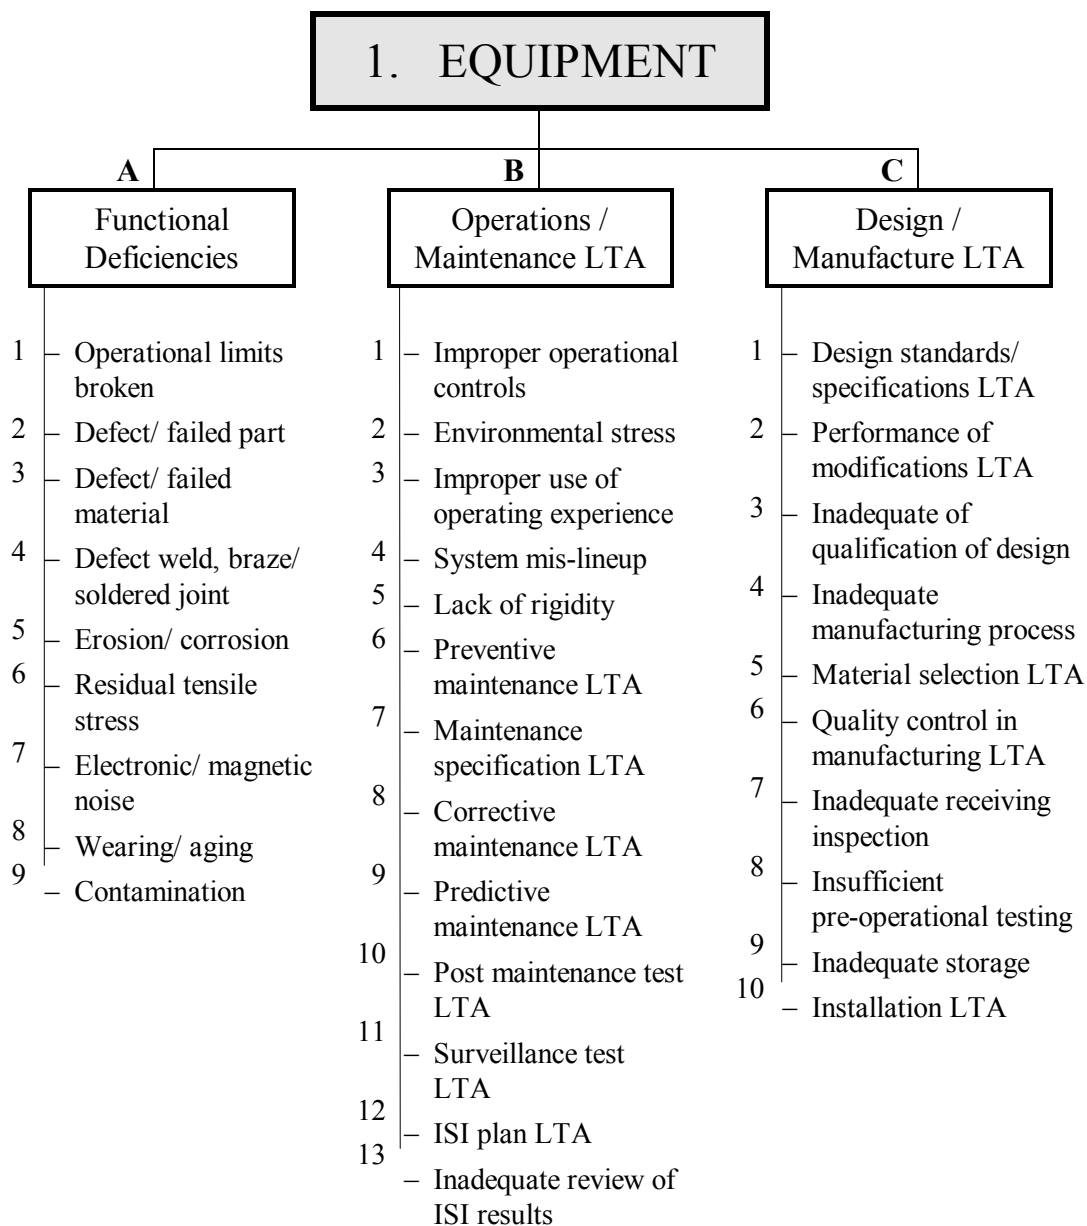 1. EQUIPMENT
A
Functional
Deficiencies
1 – Operational limits
broken
2 – Defect/ failed part
3 – Defect/ failed
material
4 – Defect weld, braze/
soldered joint
5 – Erosion/ corrosion
6 – Residual tensile
stress
7 – Electronic/ magnetic
noise
8 – Wearing/ aging
9 – Contamination
B
Operations /
Maintenance LTA
1 – Improper operational
controls
2 – Environmental stress
3 – Improper use of
operating experience
4 – System mis-lineup
5 – Lack of rigidity
6 – Preventive
maintenance LTA
7 – Maintenance
specification LTA
8 – Corrective
maintenance LTA
9 – Predictive
maintenance LTA
10 – Post maintenance test
LTA
11 – Surveillance test
LTA
12 – ISI plan LTA
13 – Inadequate review of
ISI results
C
Design /
Manufacture LTA
1 – Design standards/
specifications LTA
2 – Performance of
modifications LTA
3 – Inadequate of
qualification of design
4 – Inadequate
manufacturing process
5 – Material selection LTA
6 – Quality control in
manufacturing LTA
7 – Inadequate receiving
inspection
8 – Insufficient
pre-operational testing
9 – Inadequate storage
10 – Installation LTA